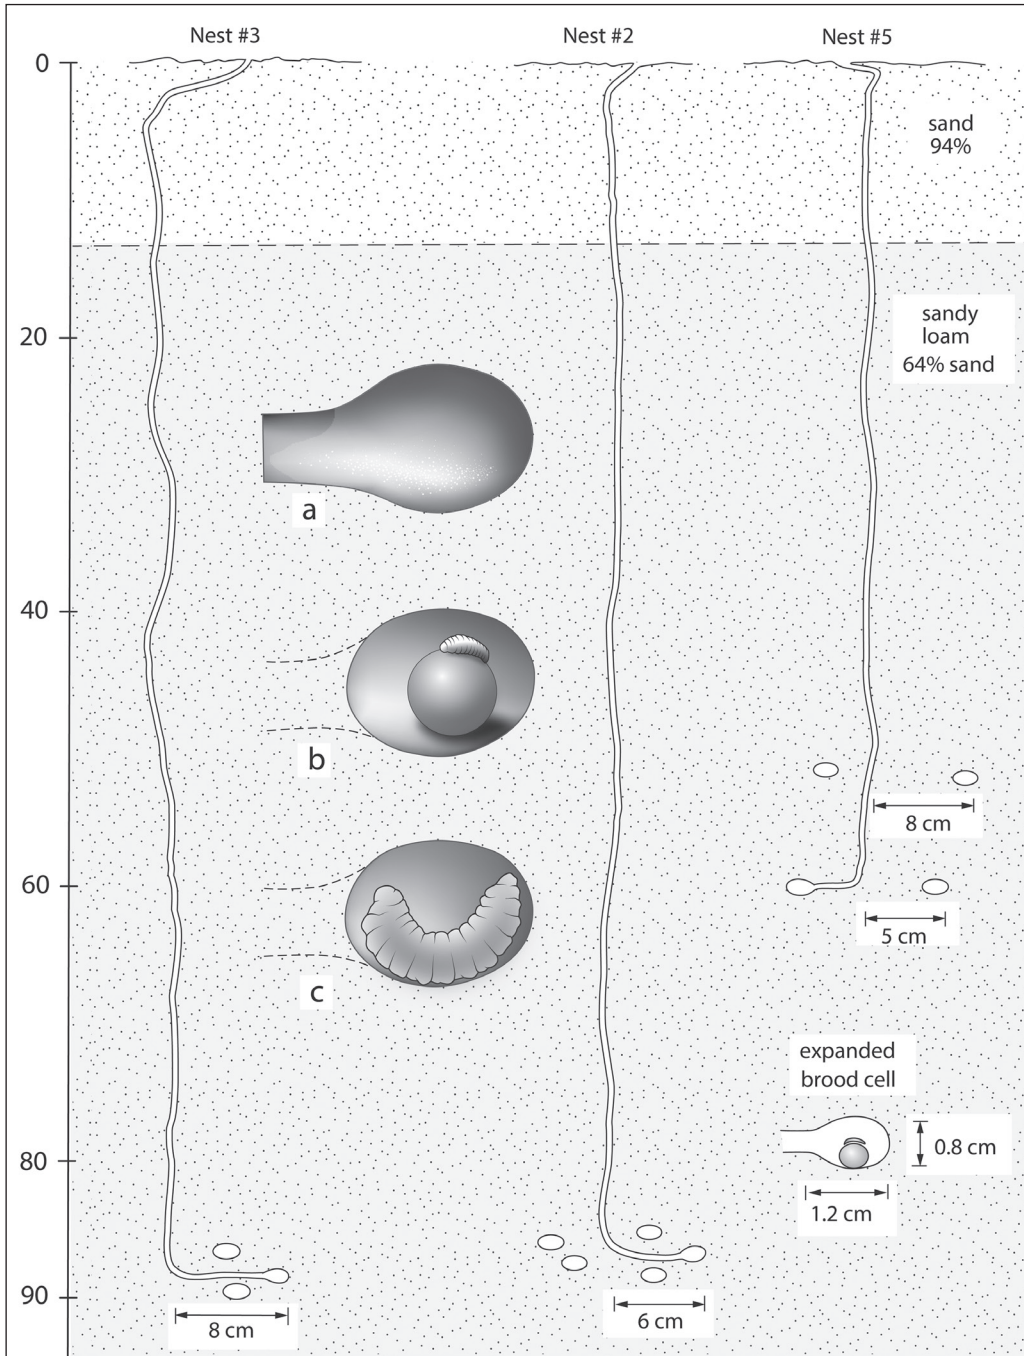 Nest #3
Nest #2
Nest #5
0
sand
94%
20
sandy
loam
64% sand
a
40
b
8 cm
60
5 cm
c
expanded
brood cell
80
0.8 cm
1.2 cm
90
8 cm
6 cm